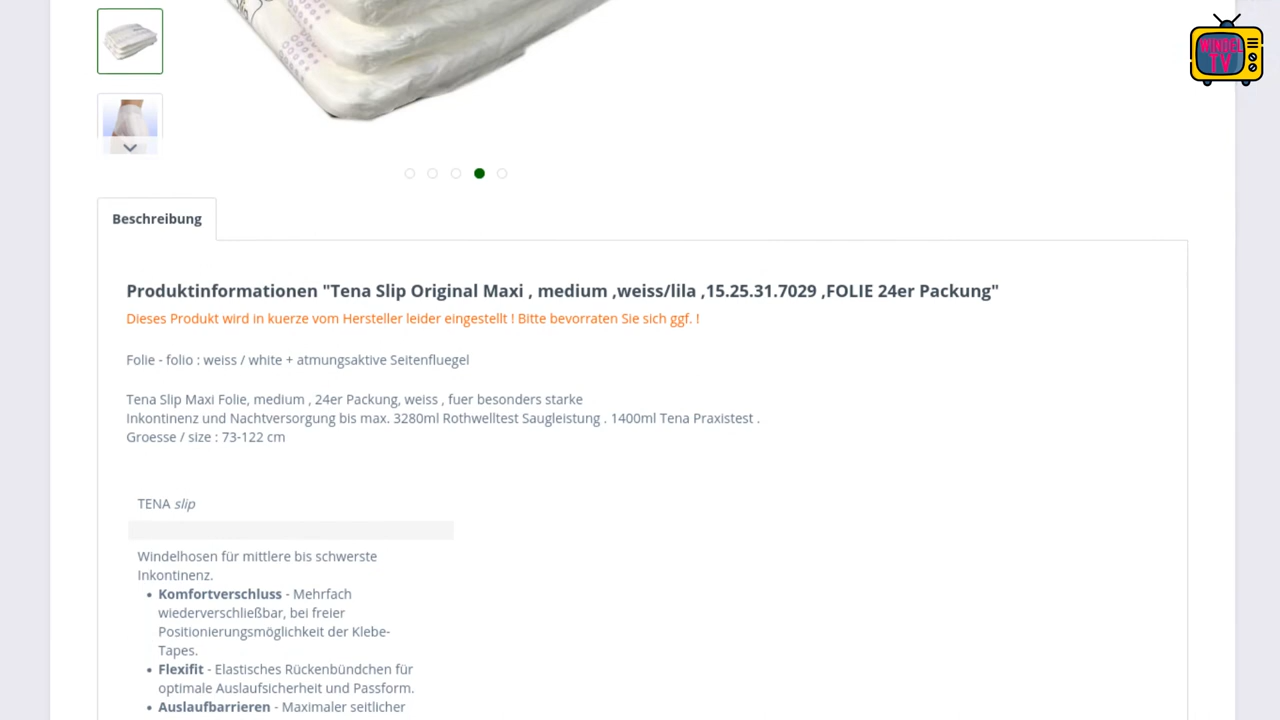 WINDEL
TV
Beschreibung
Produktinformationen "Tena Slip Original Maxi , medium ,weiss/lila ,15.25.31.7029 ,FOLIE 24er Packung"
Dieses Produkt wird in kuerze vom Hersteller leider eingestellt ! Bitte bevorraten Sie sich ggf. !
Folie - folio : weiss / white + atmungsaktive Seitenfluegel
Tena Slip Maxi Folie, medium , 24er Packung, weiss , fuer besonders starke
Inkontinenz und Nachtversorgung bis max. 3280ml Rothwelltest Saugleistung . 1400ml Tena Praxistest .
Groesse / size : 73-122 cm
TENA slip
Windelhosen für mittlere bis schwerste
Inkontinenz.
• Komfortverschluss - Mehrfach
wiederverschließbar, bei freier
Positionierungsmöglichkeit der Klebe-
Tapes.
• Flexifit - Elastisches Rückenbündchen für
optimale Auslaufsicherheit und Passform.
• Auslaufbarrieren - Maximaler seitlicher